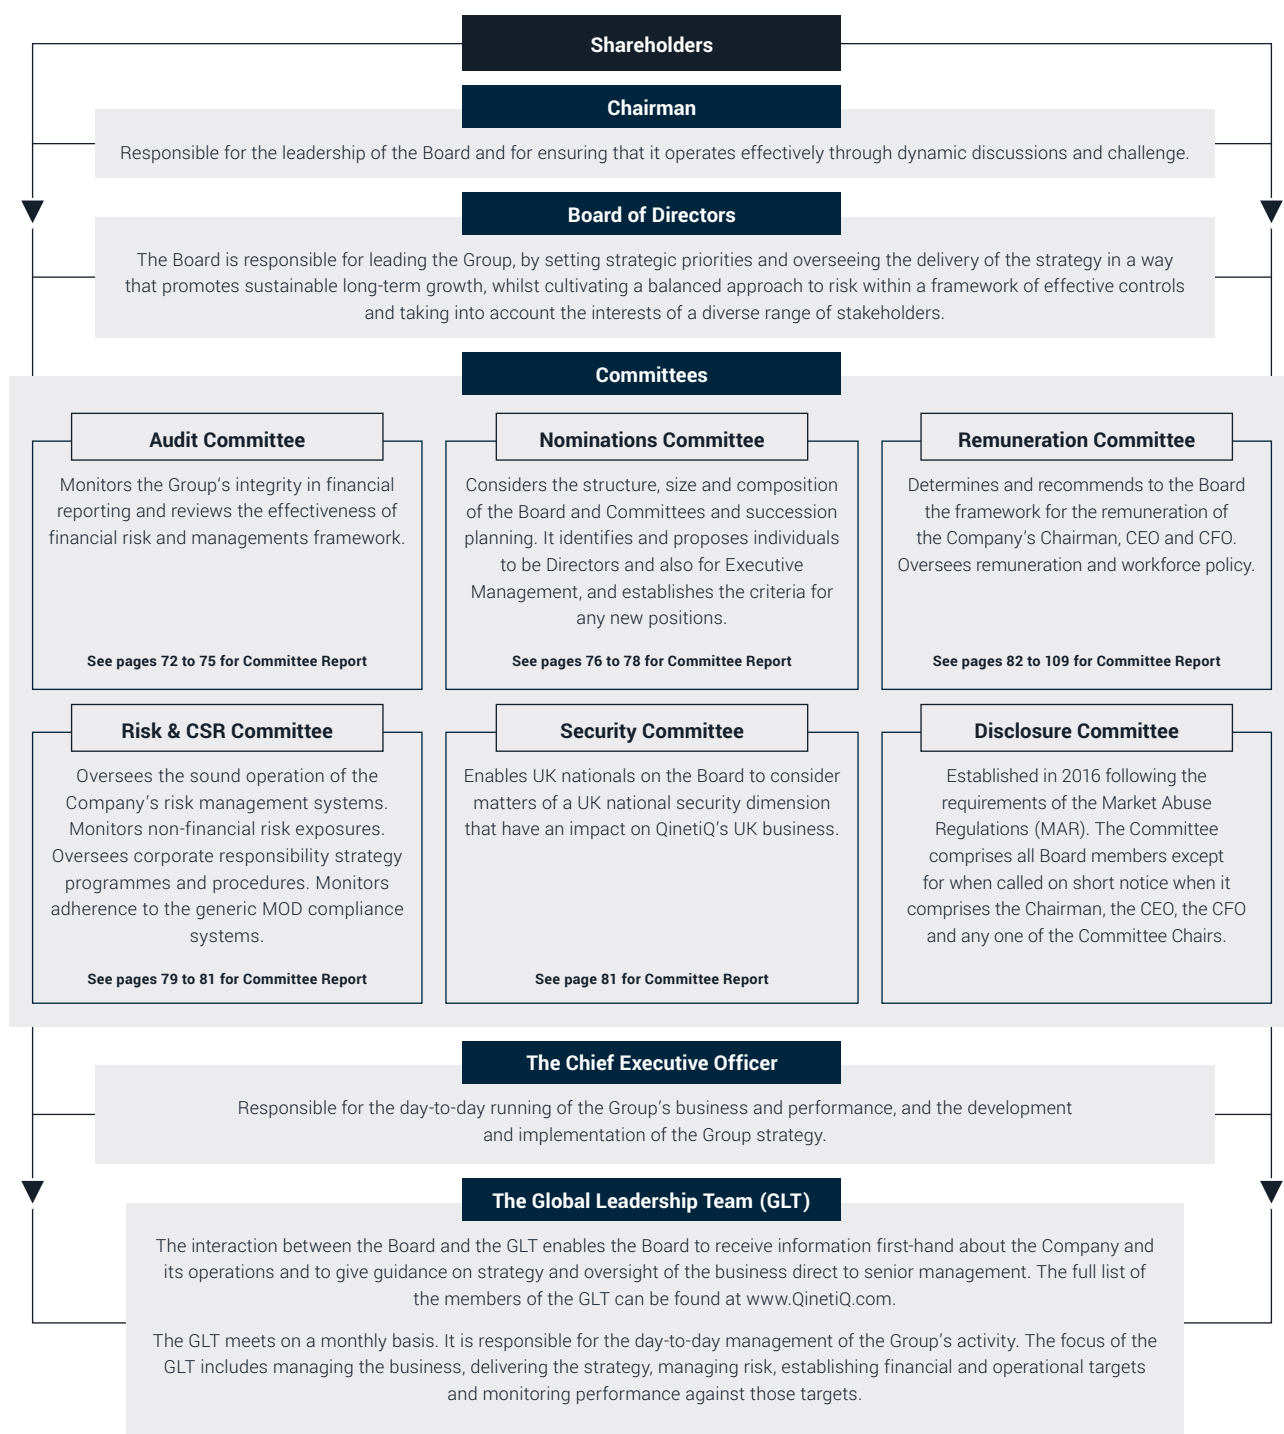 Shareholders
Chairman
Responsible for the leadership of the Board and for ensuring that it operates effectively through dynamic discussions and challenge.
Board of Directors
The Board is responsible for leading the Group, by setting strategic priorities and overseeing the delivery of the strategy in a way
that promotes sustainable long-term growth, whilst cultivating a balanced approach to risk within a framework of effective controls
and taking into account the interests of a diverse range of stakeholders.
Committees
Audit Committee
Monitors the Group's integrity in financial
reporting and reviews the effectiveness of
financial risk and managements framework.
See pages 72 to 75 for Committee Report
Nominations Committee
Considers the structure, size and composition
of the Board and Committees and succession
planning. It identifies and proposes individuals
to be Directors and also for Executive
Management, and establishes the criteria for
any new positions.
See pages 76 to 78 for Committee Report
Remuneration Committee
Determines and recommends to the Board
the framework for the remuneration of
the Company's Chairman, CEO and CFO.
Oversees remuneration and workforce policy.
See pages 82 to 109 for Committee Report
Risk & CSR Committee
Oversees the sound operation of the
Company's risk management systems.
Monitors non-financial risk exposures.
Oversees corporate responsibility strategy
programmes and procedures. Monitors
adherence to the generic MOD compliance
systems.
See pages 79 to 81 for Committee Report
Security Committee
Enables UK nationals on the Board to consider
matters of a UK national security dimension
that have an impact on QinetiQ's UK business.
See page 81 for Committee Report
Disclosure Committee
Established in 2016 following the
requirements of the Market Abuse
Regulations (MAR). The Committee
comprises all Board members except
for when called on short notice when it
comprises the Chairman, the CEO, the CFO
and any one of the Committee Chairs.
The Chief Executive Officer
Responsible for the day-to-day running of the Group's business and performance, and the development
and implementation of the Group strategy.
The Global Leadership Team (GLT)
The interaction between the Board and the GLT enables the Board to receive information first-hand about the Company and
its operations and to give guidance on strategy and oversight of the business direct to senior management. The full list of
the members of the GLT can be found at www.QinetiQ.com.
The GLT meets on a monthly basis. It is responsible for the day-to-day management of the Group's activity. The focus of the
GLT includes managing the business, delivering the strategy, managing risk, establishing financial and operational targets
and monitoring performance against those targets.